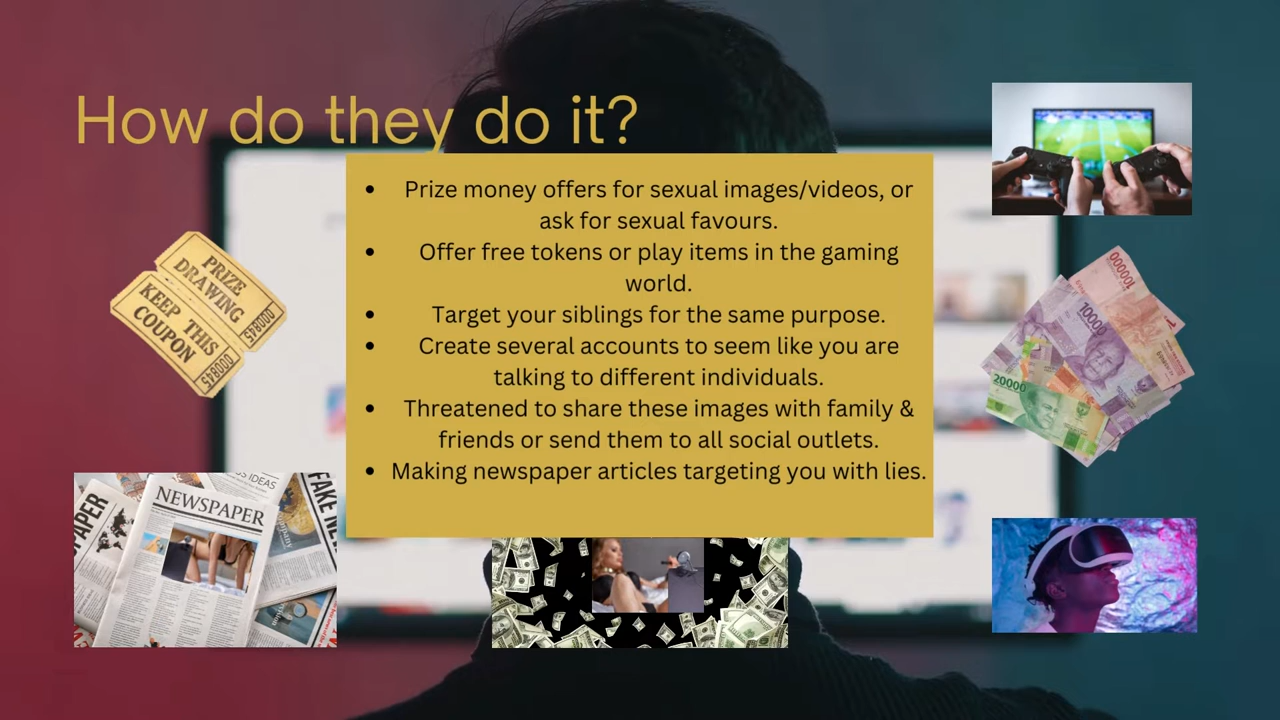 How do they do it?
• Prize money offers for sexual images/videos, or
ask for sexual favours.
• Offer free tokens or play items in the gaming
world.
• Target your siblings for the same purpose.
• Create several accounts to seem like you are
talking to different individuals.
• Threatened to share these images with family &
friends or send them to all social outlets.
• Making newspaper articles targeting you with lies.
PRIZE
DRAWING
KEEP THIS
COUPON
000845
000845
100000
10000
20000
NEWSPAPER
IDEAS
FAKE